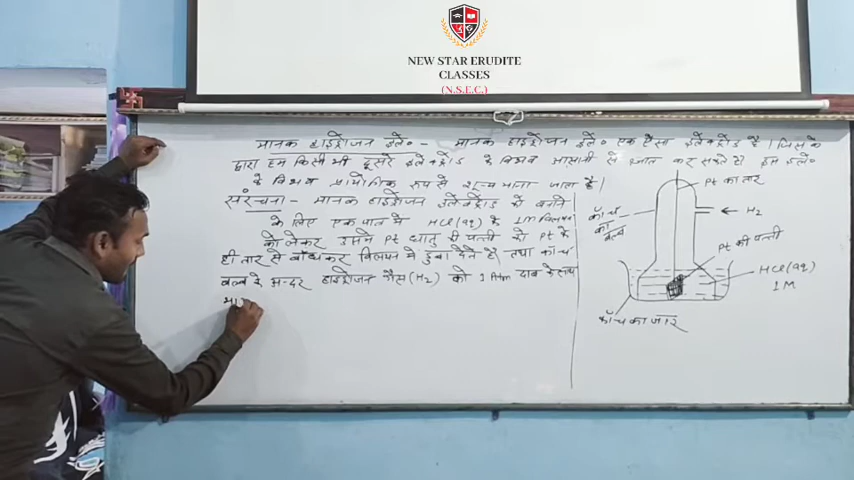 NEW STAR ERUDITE
CLASSES
(N.S.E.C.)
मानक हाइड्रोजन इले० - मानक हाइड्रोजन इले० एक ऐसा इलेक्ट्रोड है। जिसके
द्वारा हम किसी भी दूसरे इलेक्ट्रोड के विभव आसानी से ज्ञात कर सकते है इस इले०
के विभव प्रायोगिक रूप से शून्य माना जाता है।
संरचना - मानक हाइड्रोजन इलेक्ट्रोड को बनाने
के लिए एक पात्र में HCl(aq) के 1M विलयन
को लेकर उसमे Pt धातु की पत्ती को Pt के
ही तार से बाँधकर विलयन में डुबा देते है तथा काँच
बल्ब के अन्दर हाइड्रोजन गैस (H₂) को 1 Atm दाब के साथ
Pt का तार
काँच
का
बल्ब
H₂
Pt की पत्ती
HCl(aq)
1M
काँच का जार